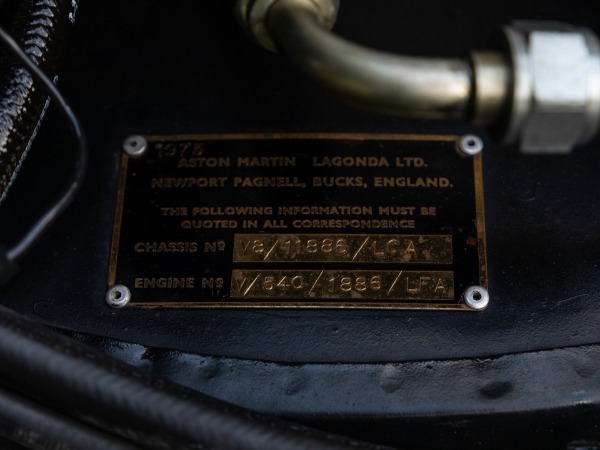 1973
ASTON MARTIN LAGONDA LTD.
NEWPORT PAGNELL, BUCKS, ENGLAND.
THE FOLLOWING INFORMATION MUST BE
QUOTED IN ALL CORRESPONDENCE
CHASSIS Nº V8/11886/LCA
ENGINE Nº V/540/1886/LFA